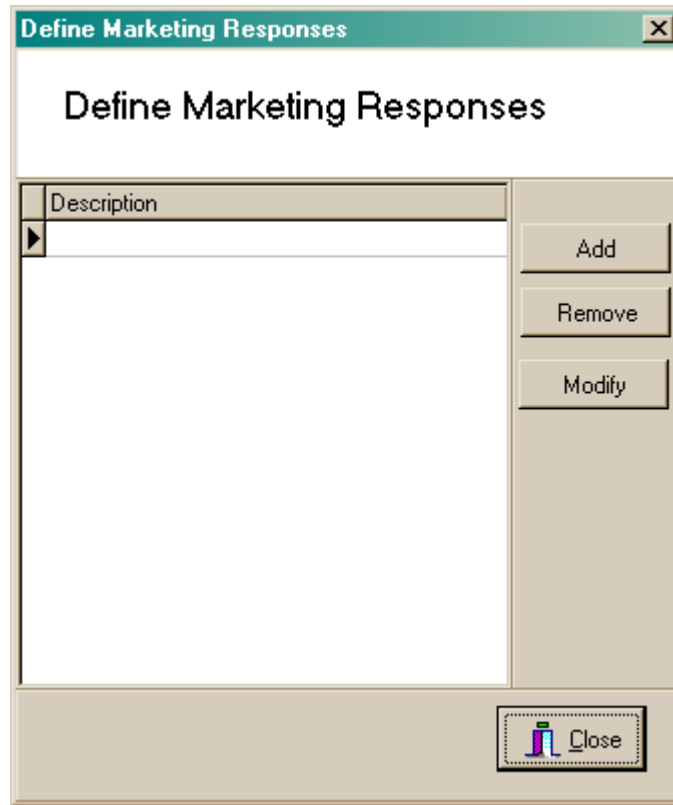 Define Marketing Responses
Define Marketing Responses
Description
Add
Remove
Modify
Close